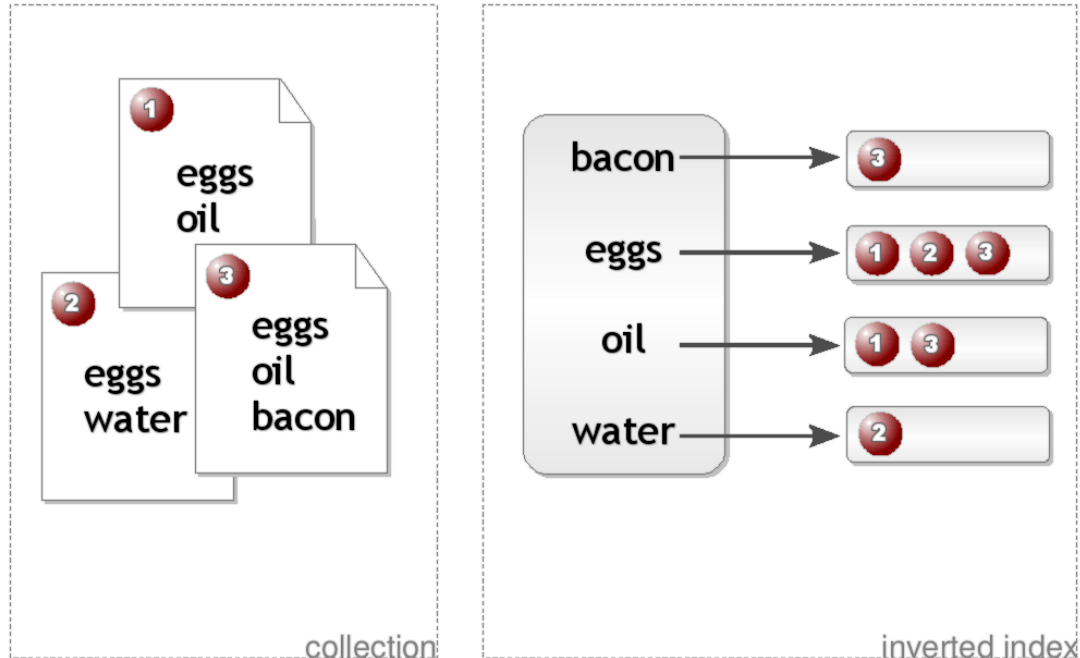 1
eggs
oil
2
eggs
water
3
eggs
oil
bacon
collection
bacon
3
eggs
1 2 3
oil
1 3
water
2
inverted index